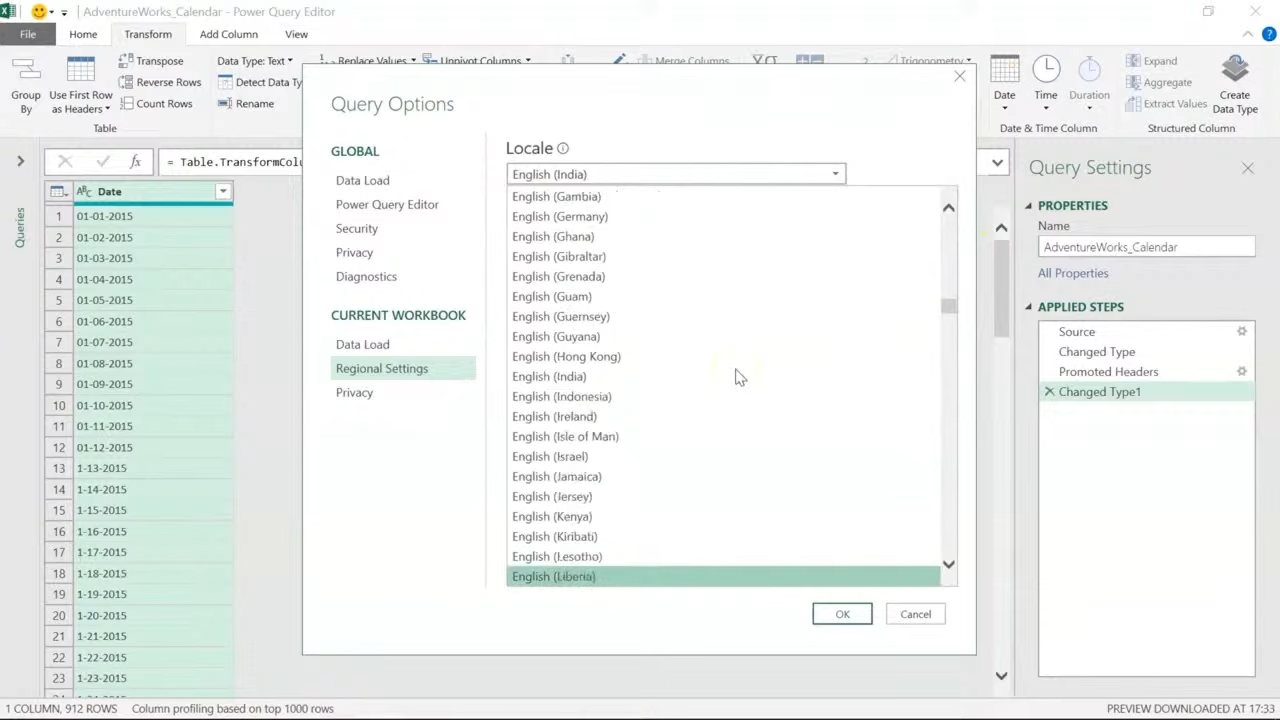 AdventureWorks_Calendar - Power Query Editor
File
Home
Transform
Add Column
View
Group
By
Use First Row
as Headers
Transpose
Reverse Rows
Count Rows
Table
Data Type: Text
Detect Data Ty
Rename
Replace Values
Unpivot Columns
Merge Columns
Trigonometry
Date
Time
Duration
Date & Time Column
Expand
Aggregate
Extract Values
Create
Data Type
Structured Column
fx
= Table.TransformColu
Queries
ABC Date
1 01-01-2015
2 01-02-2015
3 01-03-2015
4 01-04-2015
5 01-05-2015
6 01-06-2015
7 01-07-2015
8 01-08-2015
9 01-09-2015
10 01-10-2015
11 01-11-2015
12 01-12-2015
13 1-13-2015
14 1-14-2015
15 1-15-2015
16 1-16-2015
17 1-17-2015
18 1-18-2015
19 1-19-2015
20 1-20-2015
21 1-21-2015
22 1-22-2015
23 1-23-2015
Query Options
GLOBAL
Data Load
Power Query Editor
Security
Privacy
Diagnostics
CURRENT WORKBOOK
Data Load
Regional Settings
Privacy
Locale
English (India)
English (Gambia)
English (Germany)
English (Ghana)
English (Gibraltar)
English (Grenada)
English (Guam)
English (Guernsey)
English (Guyana)
English (Hong Kong)
English (India)
English (Indonesia)
English (Ireland)
English (Isle of Man)
English (Israel)
English (Jamaica)
English (Jersey)
English (Kenya)
English (Kiribati)
English (Lesotho)
English (Liberia)
OK
Cancel
Query Settings
PROPERTIES
Name
AdventureWorks_Calendar
All Properties
APPLIED STEPS
Source
Changed Type
Promoted Headers
Changed Type1
1 COLUMN, 912 ROWS
Column profiling based on top 1000 rows
PREVIEW DOWNLOADED AT 17:33